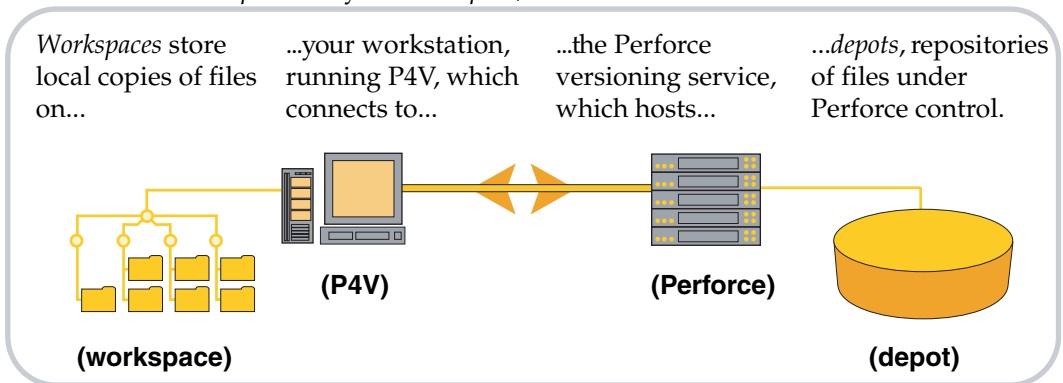 Workspaces store
local copies of files
on...
...your workstation,
running P4V, which
connects to...
...the Perforce
versioning service,
which hosts...
...depots, repositories
of files under
Perforce control.
(P4V)
(Perforce)
(workspace)
(depot)